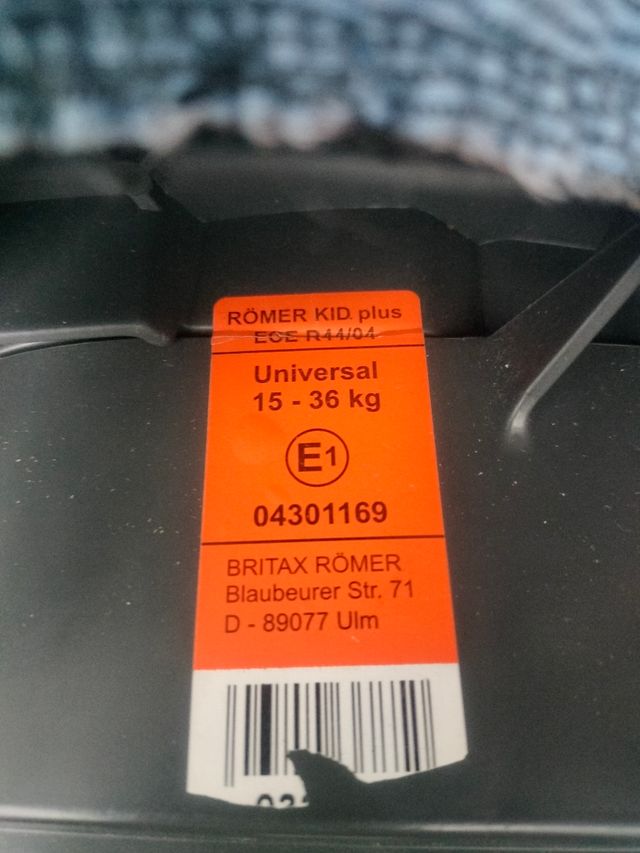 RÖMER KID plus
ECE R44/04
Universal
15 - 36 kg
E1
04301169
BRITAX RÖMER
Blaubeurer Str. 71
D - 89077 Ulm